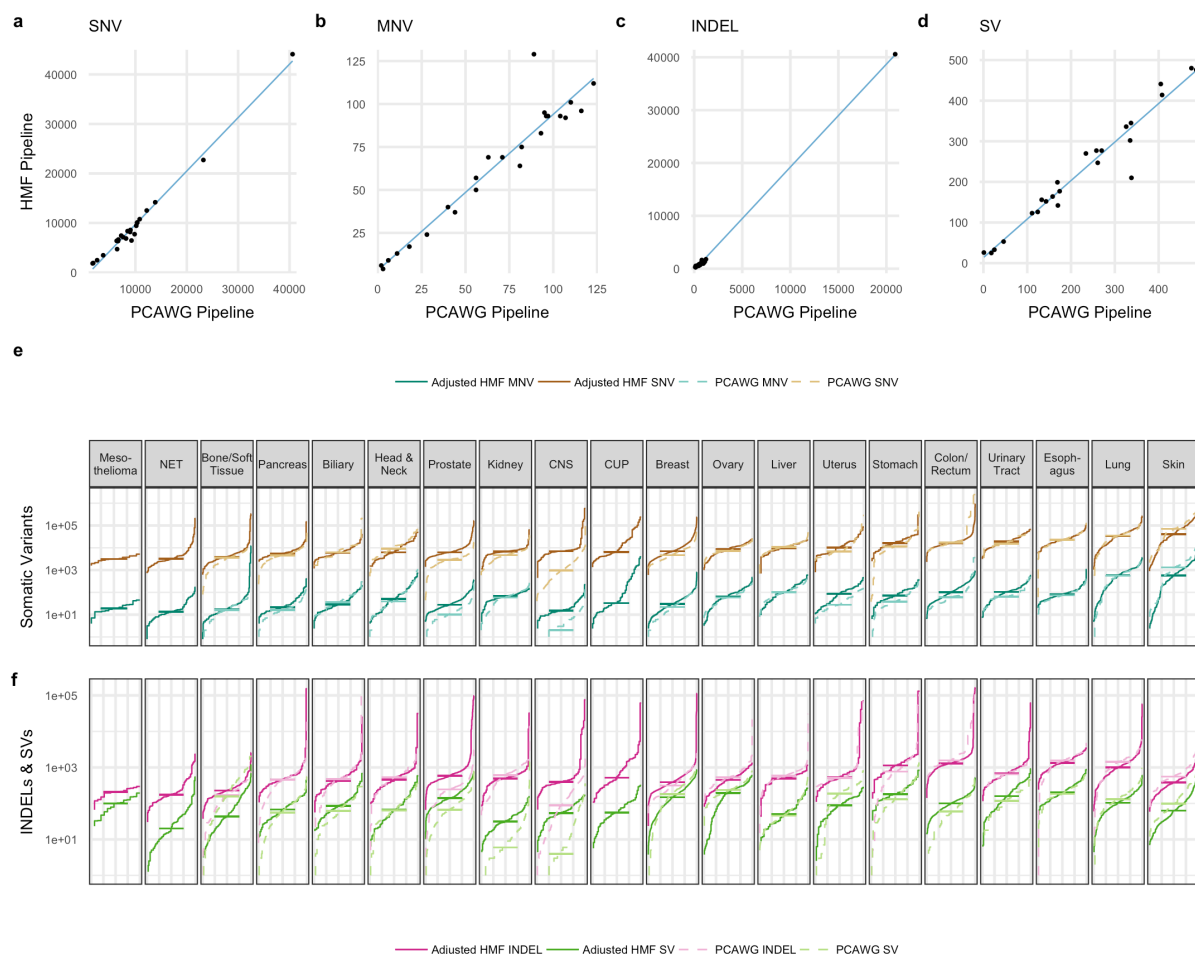 a
SNV
b
MNV
c
INDEL
d
SV
HMF Pipeline
40000
30000
20000
10000
0
10000 20000 30000 40000
PCAWG Pipeline
125
100
75
50
25
0 25 50 75 100 125
PCAWG Pipeline
40000
30000
20000
10000
0
0 5000 10000 15000 20000
PCAWG Pipeline
500
400
300
200
100
0
0 100 200 300 400
PCAWG Pipeline
e
Adjusted HMF MNV Adjusted HMF SNV PCAWG MNV PCAWG SNV
Meso-
thelioma
NET
Bone/Soft
Tissue
Pancreas
Biliary
Head &
Neck
Prostate
Kidney
CNS
CUP
Breast
Ovary
Liver
Uterus
Stomach
Colon/
Rectum
Urinary
Tract
Esoph-
agus
Lung
Skin
Somatic Variants
1e+05
1e+03
1e+01
f
INDELs & SVs
1e+05
1e+03
1e+01
Adjusted HMF INDEL Adjusted HMF SV PCAWG INDEL PCAWG SV